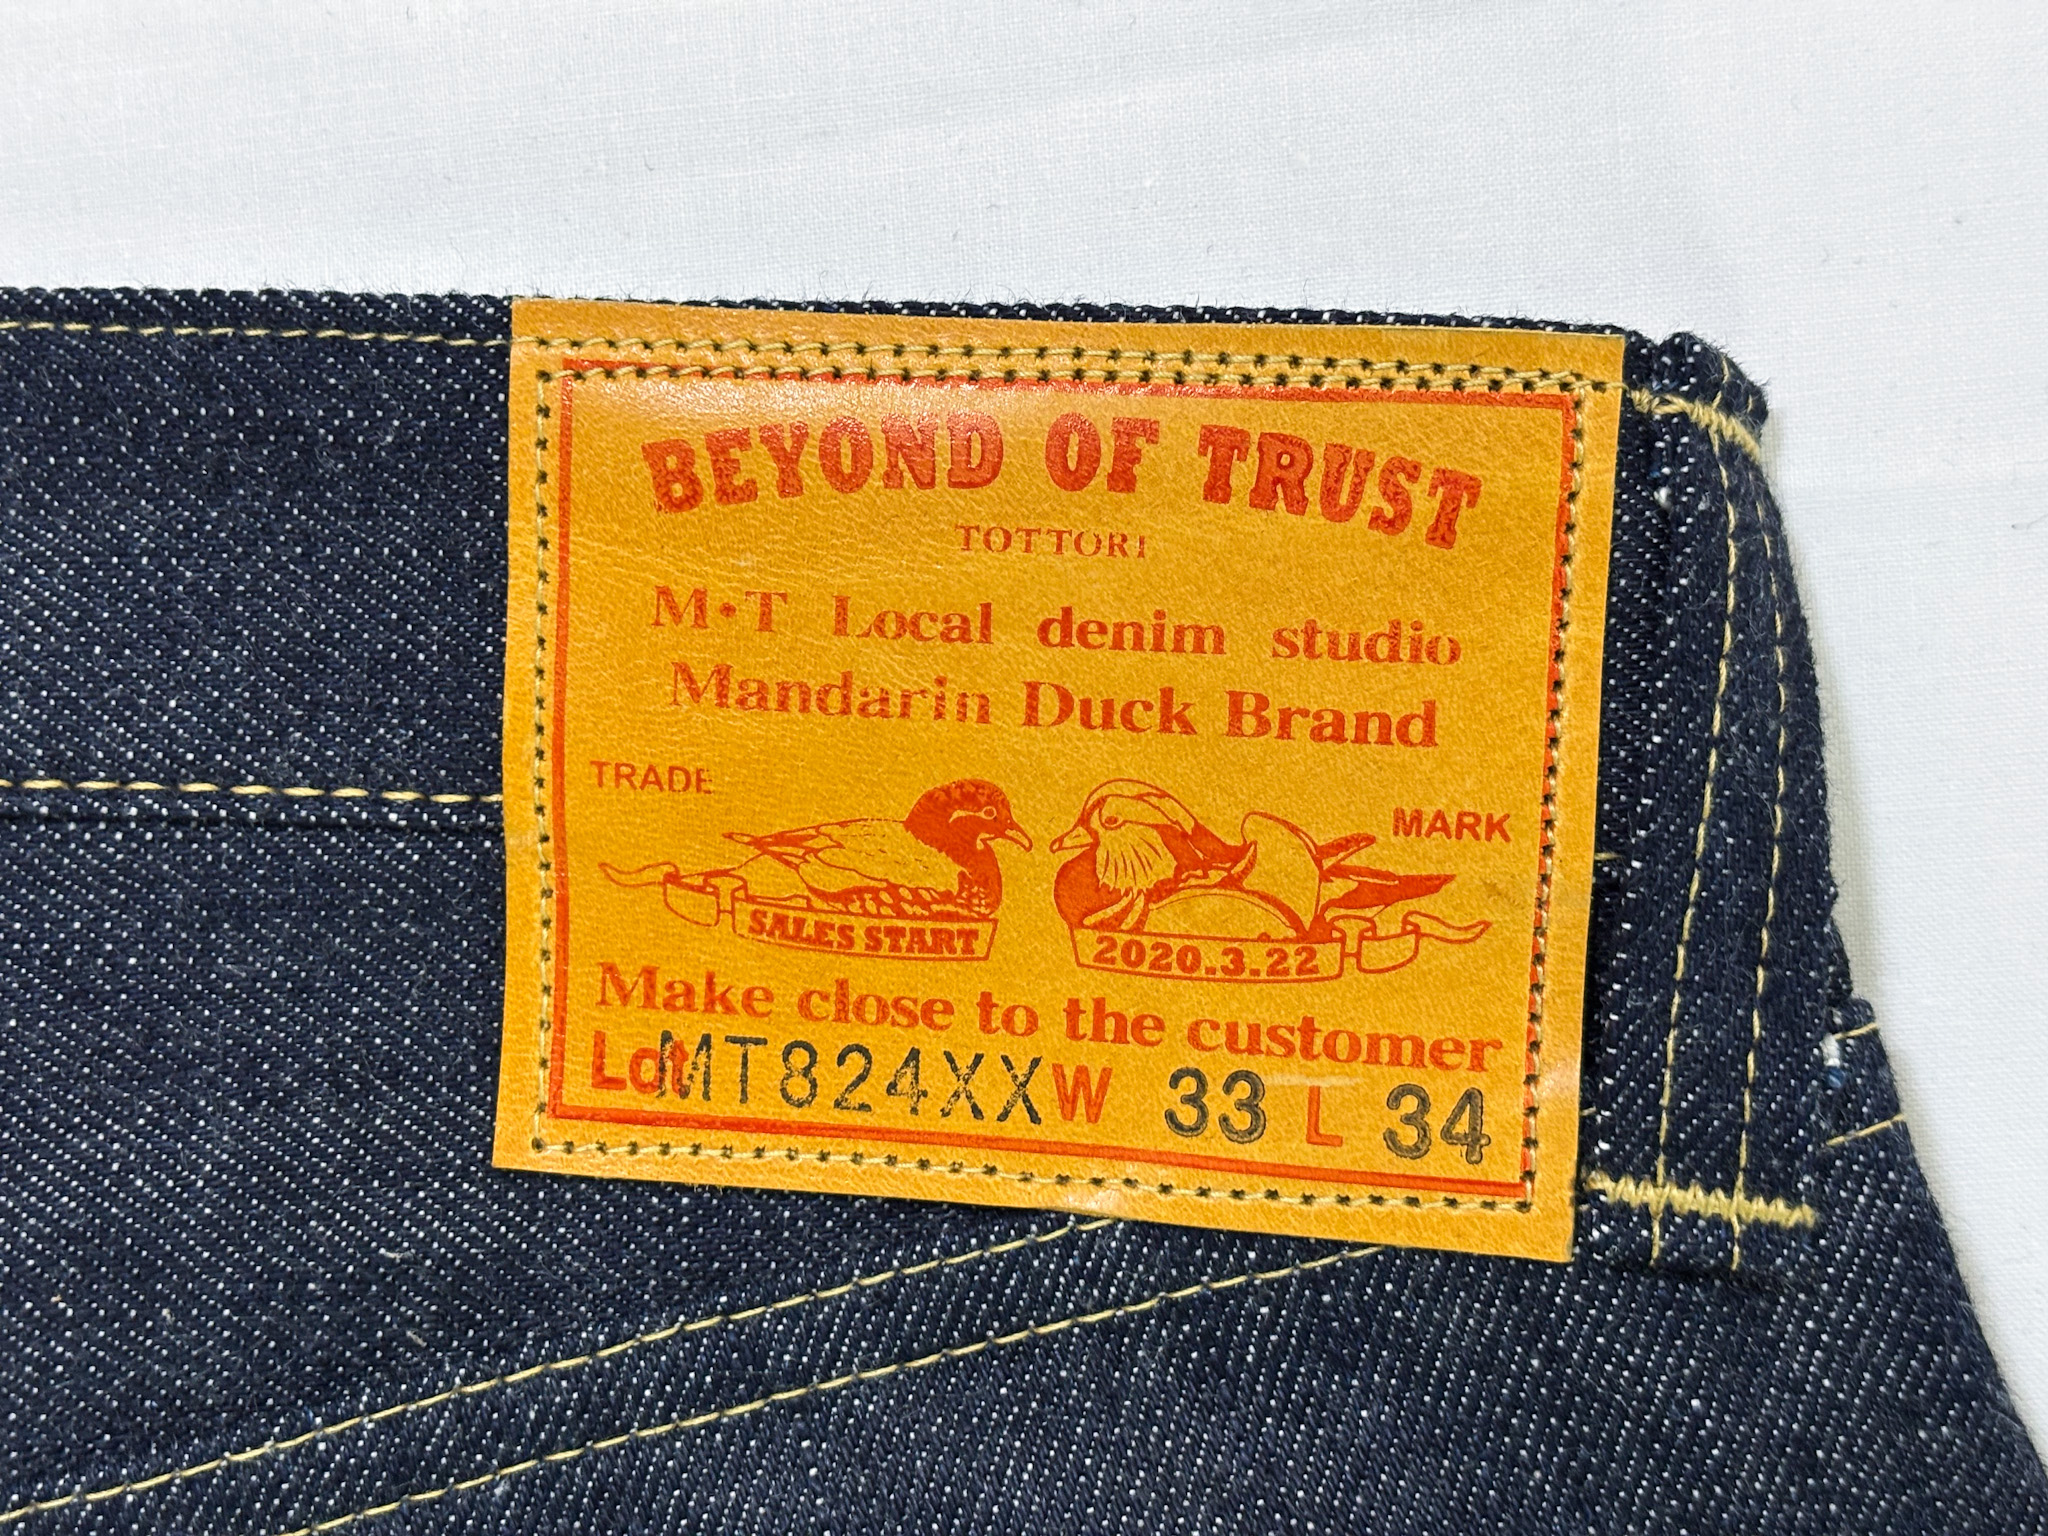 BEYOND OF TRUST
TOTTORI
M•T Local denim studio
Mandarin Duck Brand
TRADE MARK
SALES START 2020.3.22
Make close to the customer
Lot MT824XX W 33 L 34